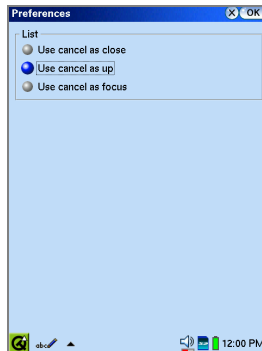 Preferences
X OK
List
Use cancel as close
Use cancel as up
Use cancel as focus
abc
12:00 PM